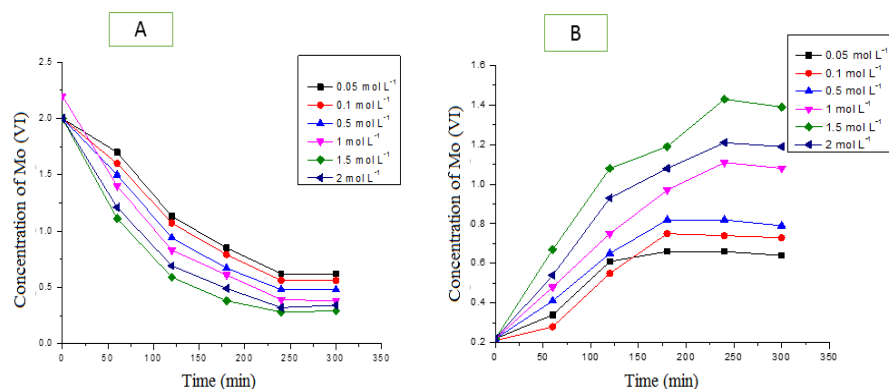 A
2.5
2.0
1.5
1.0
0.5
0.0
0 50 100 150 200 250 300 350
Concentration of Mo (VI)
Time (min)
0.05 mol L⁻¹
0.1 mol L⁻¹
0.5 mol L⁻¹
1 mol L⁻¹
1.5 mol L⁻¹
2 mol L⁻¹
B
1.6
1.4
1.2
1.0
0.8
0.6
0.4
0.2
0 50 100 150 200 250 300 350
Concentration of Mo (VI)
Time (min)
0.05 mol L⁻¹
0.1 mol L⁻¹
0.5 mol L⁻¹
1 mol L⁻¹
1.5 mol L⁻¹
2 mol L⁻¹